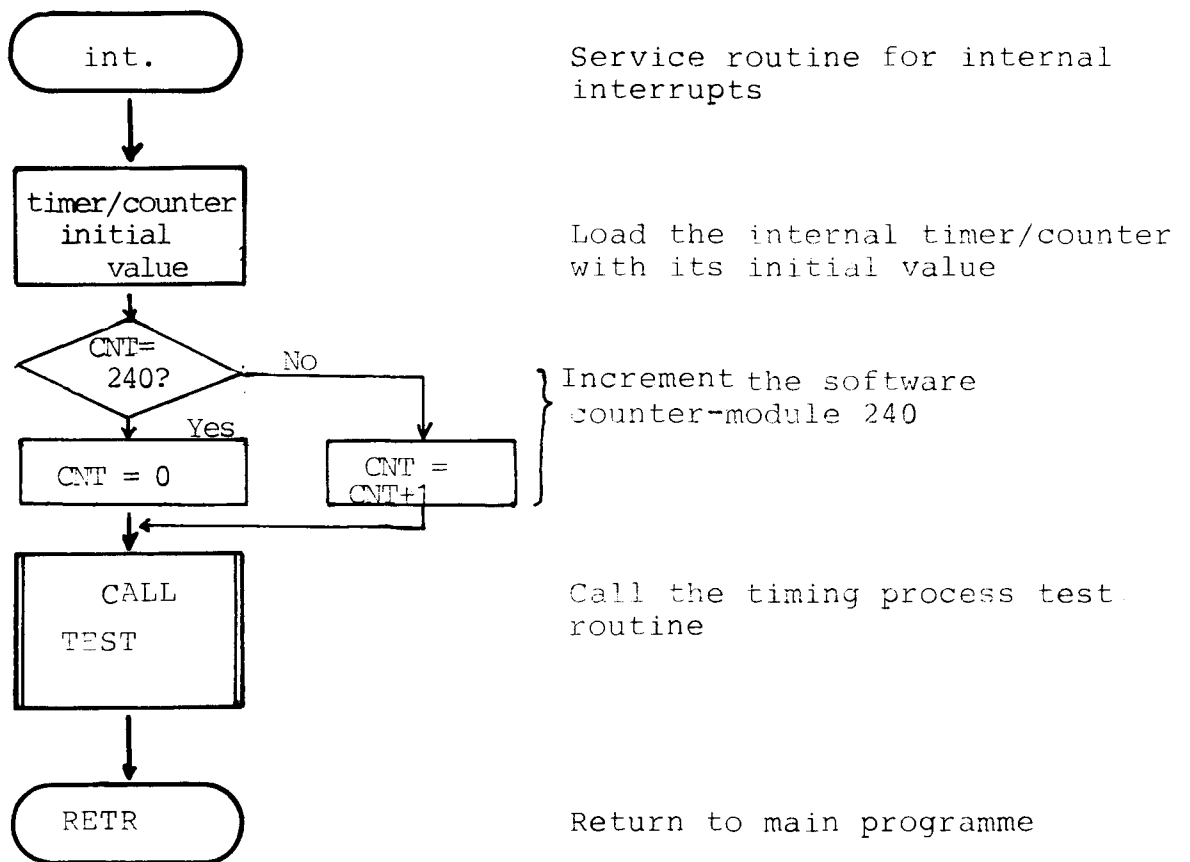 int.
Service routine for internal
interrupts
timer/counter
initial
value
Load the internal timer/counter
with its initial value
CNT=
240?
No
Yes
Increment the software
counter-module 240
CNT = 0
CNT =
CNT+1
CALL
TEST
Call the timing process test
routine
RETR
Return to main programme